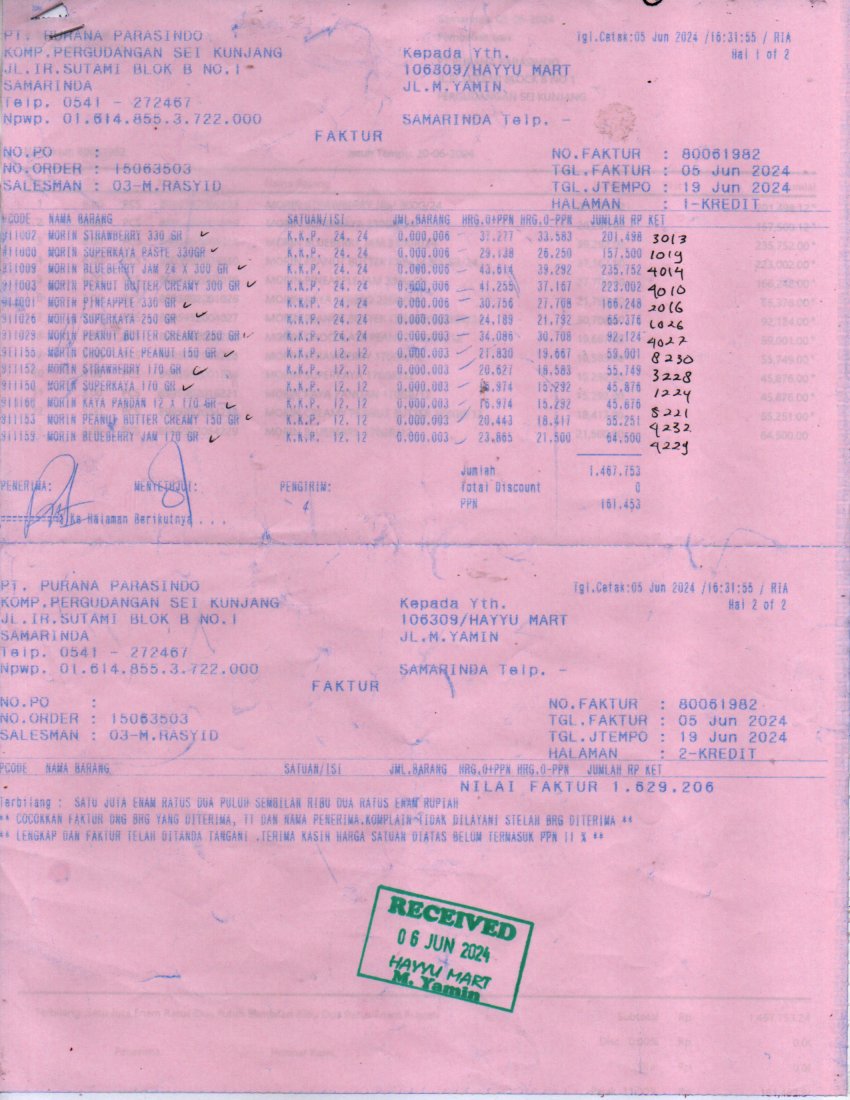 PT. PURANA PARASINDO Tgl.Cetak:05 Jun 2024 /16:31:55 / RIA
KOMP.PERGUDANGAN SEI KUNJANG Kepada Yth. Hal 1 of 2
JL.IR.SUTAMI BLOK B NO.1 106309/HAYYU MART
SAMARINDA JL.M.YAMIN
Telp. 0541 - 272467
Npwp. 01.614.855.3.722.000 SAMARINDA Telp. -
FAKTUR
NO.PO : NO.FAKTUR : 80061982
NO.ORDER : 15063503 TGL.FAKTUR : 05 Jun 2024
SALESMAN : 03-M.RASYID TGL.JTEMPO : 19 Jun 2024
HALAMAN : 1-KREDIT
PCODE NAMA BARANG SATUAN/ISI JML.BARANG HRG.0+PPN HRG.0-PPN JUMLAH RP KET
911002 MORIN STRAWBERRY 330 GR K.K.P. 24. 24 0.000.006 37.277 33.583 201.498 3013
911000 MORIN SUPERKAYA PASTE 330GR K.K.P. 24. 24 0.000.006 29.138 26.250 157.500 1019
911009 MORIN BLUEBERRY JAM 24 X 300 GR K.K.P. 24. 24 0.000.006 43.614 39.292 235.752 4014
911003 MORIN PEANUT BUTTER CREAMY 300 GR K.K.P. 24. 24 0.000.006 41.255 37.167 223.002 4010
914001 MORIN PINEAPPLE 330 GR K.K.P. 24. 24 0.000.006 30.756 27.708 166.248 2016
911026 MORIN SUPERKAYA 250 GR K.K.P. 24. 24 0.000.003 24.189 21.792 65.376 1026
911029 MORIN PEANUT BUTTER CREAMY 250 GR K.K.P. 24. 24 0.000.003 34.086 30.708 92.124 4027
911155 MORIN CHOCOLATE PEANUT 150 GR K.K.P. 12. 12 0.000.003 21.830 19.667 59.001 8230
911152 MORIN STRAWBERRY 170 GR K.K.P. 12. 12 0.000.003 20.627 18.583 55.749 3228
911150 MORIN SUPERKAYA 170 GR K.K.P. 12. 12 0.000.003 16.974 15.292 45.876 1224
MORIN KAYA PANDAN 12 X 170 GR K.K.P. 12. 12 0.000.003 16.974 15.292 45.876 8221
911153 MORIN PEANUT BUTTER CREAMY 150 GR K.K.P. 12. 12 0.000.003 20.443 18.417 55.251 4232
911159 MORIN BLUEBERRY JAM 170 GR K.K.P. 12. 12 0.000.003 23.865 21.500 64.500 4229
Jumlah 1.467.753
PENERIMA: MENYETUJUI: PENGIRIM: Total Discount 0
PPN 161.453
Ke Halaman Berikutnya . . .
PT. PURANA PARASINDO Tgl.Cetak:05 Jun 2024 /16:31:55 / RIA
KOMP.PERGUDANGAN SEI KUNJANG Kepada Yth. Hal 2 of 2
JL.IR.SUTAMI BLOK B NO.1 106309/HAYYU MART
SAMARINDA JL.M.YAMIN
Telp. 0541 - 272467
Npwp. 01.614.855.3.722.000 SAMARINDA Telp. -
FAKTUR
NO.PO : NO.FAKTUR : 80061982
NO.ORDER : 15063503 TGL.FAKTUR : 05 Jun 2024
SALESMAN : 03-M.RASYID TGL.JTEMPO : 19 Jun 2024
HALAMAN : 2-KREDIT
PCODE NAMA BARANG SATUAN/ISI JML.BARANG HRG.0+PPN HRG.0-PPN JUMLAH RP KET
NILAI FAKTUR 1.629.206
Terbilang : SATU JUTA ENAM RATUS DUA PULUH SEMBILAN RIBU DUA RATUS ENAM RUPIAH
** COCOKKAN FAKTUR DNG BRG YANG DITERIMA, TT DAN NAMA PENERIMA.KOMPLAIN TIDAK DILAYANI STELAH BRG DITERIMA **
** LENGKAP DAN FAKTUR TELAH DITANDA TANGANI .TERIMA KASIH HARGA SATUAN DIATAS BELUM TERMASUK PPN 11 % **
RECEIVED
06 JUN 2024
HAYYU MART
M. Yamin